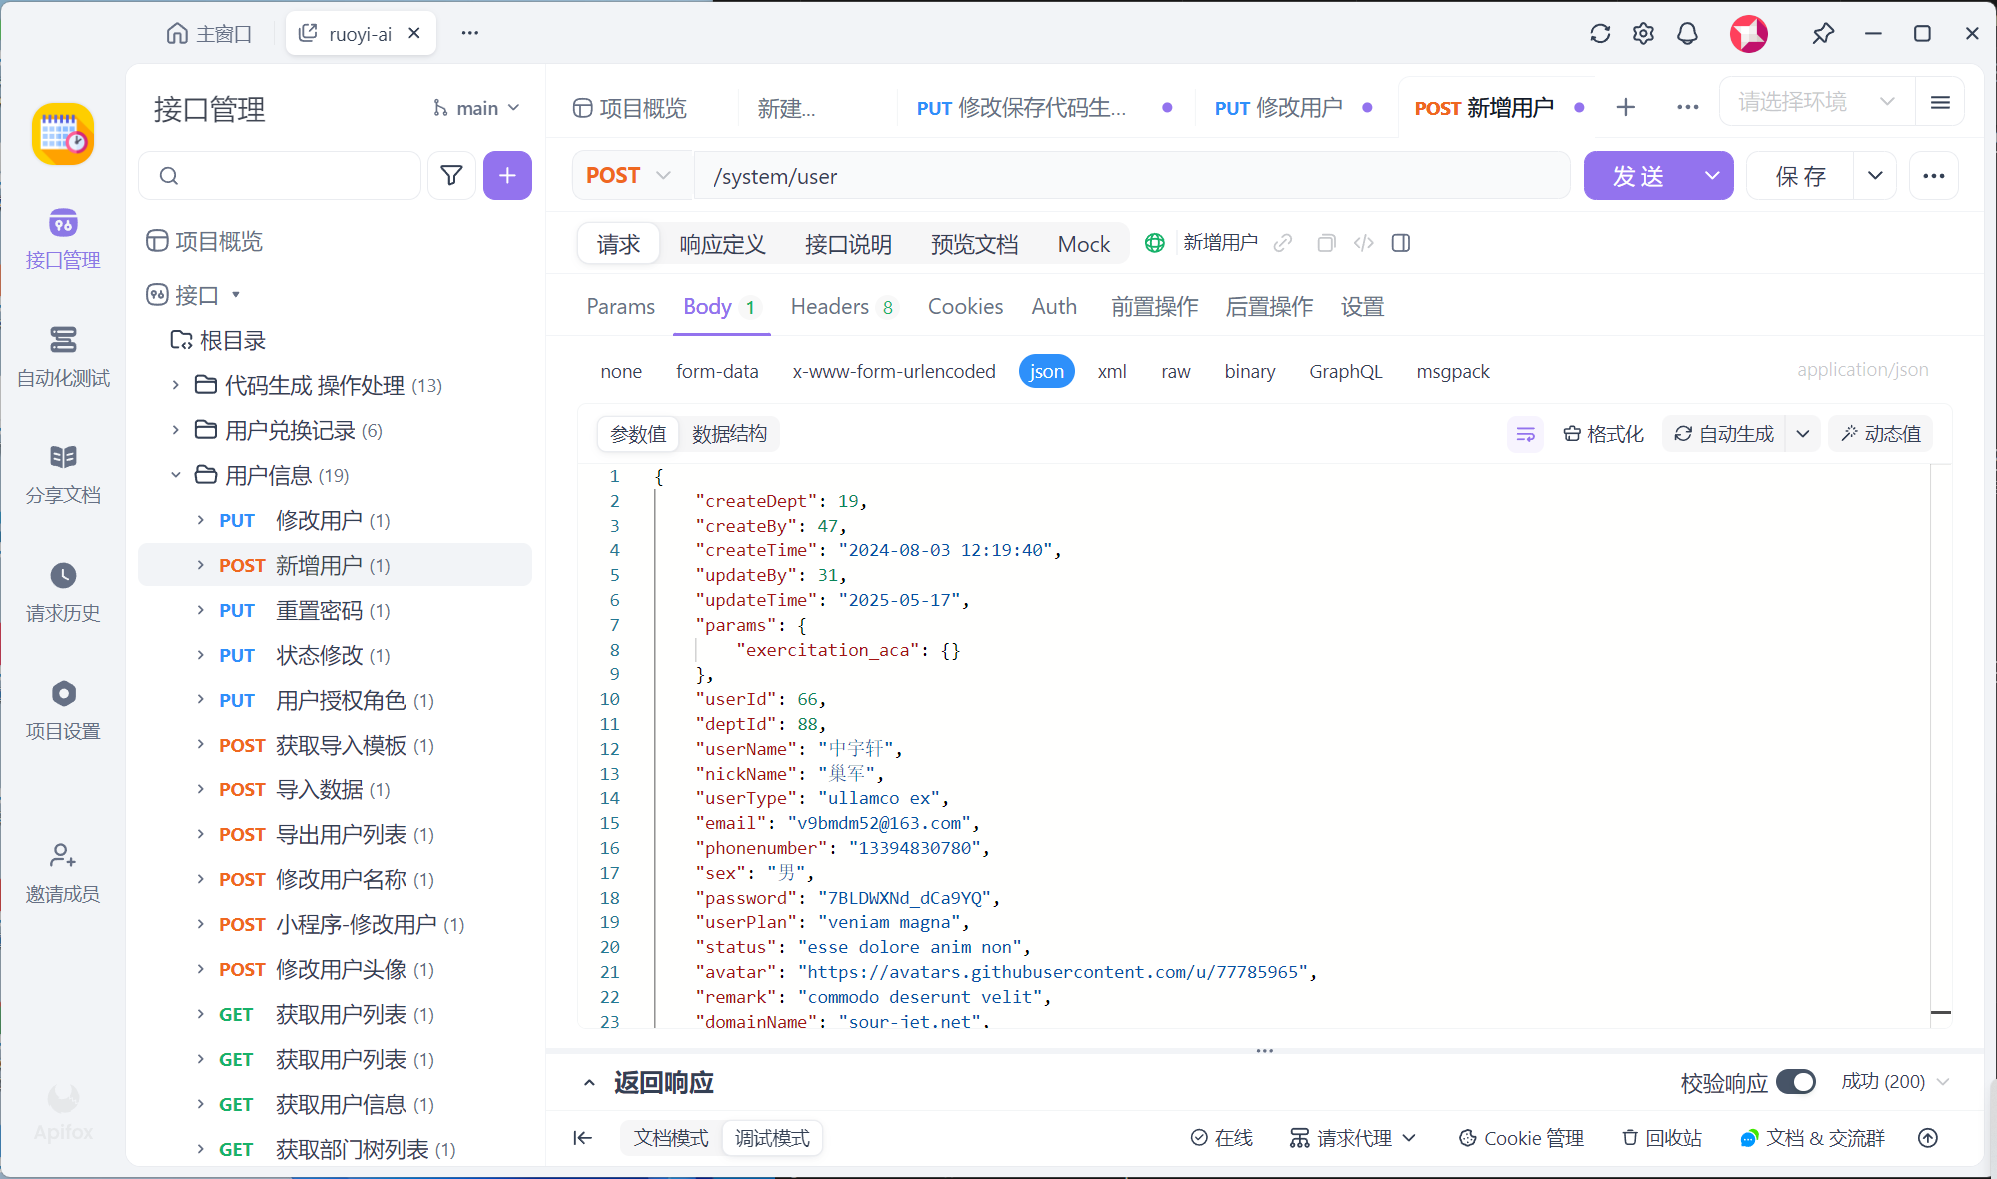 主窗口
ruoyi-ai
接口管理
自动化测试
分享文档
请求历史
项目设置
邀请成员
Apifox
接口管理
main
项目概览
接口
根目录
代码生成 操作处理 (13)
用户兑换记录 (6)
用户信息 (19)
PUT 修改用户 (1)
POST 新增用户 (1)
PUT 重置密码 (1)
PUT 状态修改 (1)
PUT 用户授权角色 (1)
POST 获取导入模板 (1)
POST 导入数据 (1)
POST 导出用户列表 (1)
POST 修改用户名称 (1)
POST 小程序-修改用户 (1)
POST 修改用户头像 (1)
GET 获取用户列表 (1)
GET 获取用户列表 (1)
GET 获取用户信息 (1)
GET 获取部门树列表 (1)
项目概览 新建... PUT 修改保存代码生... PUT 修改用户 POST 新增用户 请选择环境
POST /system/user 发送 保存
请求 响应定义 接口说明 预览文档 Mock 新增用户
Params Body 1 Headers 8 Cookies Auth 前置操作 后置操作 设置
none form-data x-www-form-urlencoded json xml raw binary GraphQL msgpack application/json
参数值 数据结构 格式化 自动生成 动态值
1 {
2 "createDept": 19,
3 "createBy": 47,
4 "createTime": "2024-08-03 12:19:40",
5 "updateBy": 31,
6 "updateTime": "2025-05-17",
7 "params": {
8 "exercitation_aca": {}
9 },
10 "userId": 66,
11 "deptId": 88,
12 "userName": "中宇轩",
13 "nickName": "巢军",
14 "userType": "ullamco ex",
15 "email": "v9bmdm52@163.com",
16 "phonenumber": "13394830780",
17 "sex": "男",
18 "password": "7BLDWXNd_dCa9YQ",
19 "userPlan": "veniam magna",
20 "status": "esse dolore anim non",
21 "avatar": "https://avatars.githubusercontent.com/u/77785965",
22 "remark": "commodo deserunt velit",
23 "domainName": "sour-jet.net",
返回响应 校验响应 成功 (200)
文档模式 调试模式 在线 请求代理 Cookie 管理 回收站 文档 & 交流群